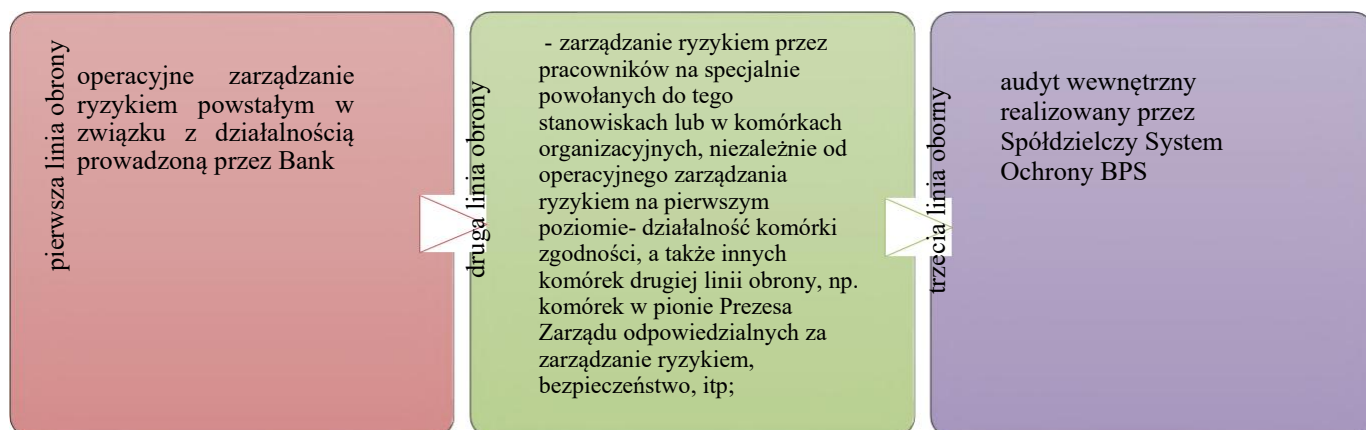 pierwsza linia obrony
operacyjne zarządzanie
ryzykiem powstałym w
związku z działalnością
prowadzoną przez Bank
druga linia obrony
- zarządzanie ryzykiem przez
pracowników na specjalnie
powołanych do tego
stanowiskach lub w komórkach
organizacyjnych, niezależnie od
operacyjnego zarządzania
ryzykiem na pierwszym
poziomie- działalność komórki
zgodności, a także innych
komórek drugiej linii obrony, np.
komórek w pionie Prezesa
Zarządu odpowiedzialnych za
zarządzanie ryzykiem,
bezpieczeństwo, itp;
trzecia linia oborny
audyt wewnętrzny
realizowany przez
Spółdzielczy System
Ochrony BPS